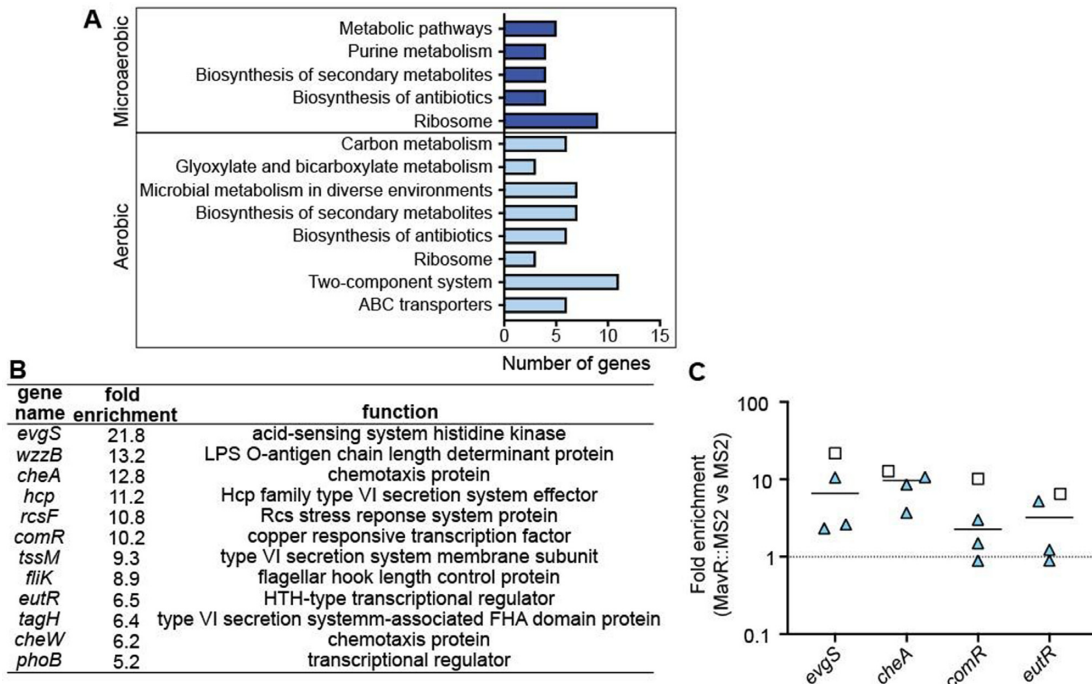 A
Microaerobic
Metabolic pathways
Purine metabolism
Biosynthesis of secondary metabolites
Biosynthesis of antibiotics
Ribosome
Aerobic
Carbon metabolism
Glyoxylate and bicarboxylate metabolism
Microbial metabolism in diverse environments
Biosynthesis of secondary metabolites
Biosynthesis of antibiotics
Ribosome
Two-component system
ABC transporters
0 5 10 15
Number of genes
B
gene name fold enrichment function
evgS 21.8 acid-sensing system histidine kinase
wzzB 13.2 LPS O-antigen chain length determinant protein
cheA 12.8 chemotaxis protein
hcp 11.2 Hcp family type VI secretion system effector
rcsF 10.8 Rcs stress reponse system protein
comR 10.2 copper responsive transcription factor
tssM 9.3 type VI secretion system membrane subunit
fliK 8.9 flagellar hook length control protein
eutR 6.5 HTH-type transcriptional regulator
tagH 6.4 type VI secretion systemm-associated FHA domain protein
cheW 6.2 chemotaxis protein
phoB 5.2 transcriptional regulator
C
Fold enrichment
(MavR::MS2 vs MS2)
100
10
1
0.1
evgS cheA comR eutR